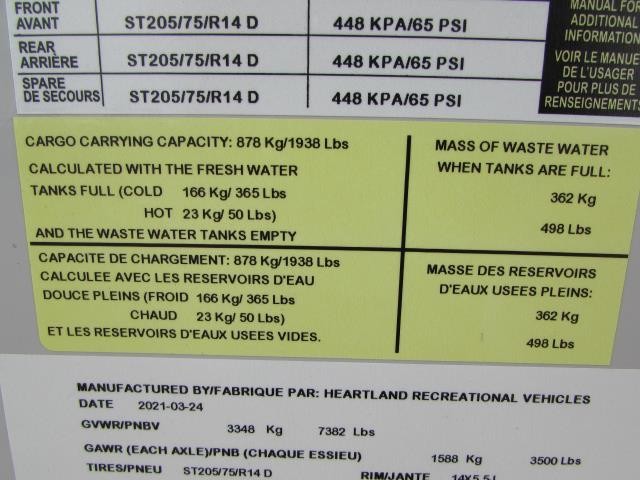 FRONT
AVANT ST205/75/R14 D 448 KPA/65 PSI
REAR
ARRIÈRE ST205/75/R14 D 448 KPA/65 PSI
SPARE
DE SECOURS ST205/75/R14 D 448 KPA/65 PSI
MANUAL FOR
ADDITIONAL
INFORMATION
VOIR LE MANUE
DE L'USAGER
POUR PLUS DE
RENSEIGNEMENTS
CARGO CARRYING CAPACITY: 878 Kg/1938 Lbs
CALCULATED WITH THE FRESH WATER
TANKS FULL (COLD 166 Kg/ 365 Lbs
HOT 23 Kg/ 50 Lbs)
AND THE WASTE WATER TANKS EMPTY
MASS OF WASTE WATER
WHEN TANKS ARE FULL:
362 Kg
498 Lbs
CAPACITE DE CHARGEMENT: 878 Kg/1938 Lbs
CALCULEE AVEC LES RESERVOIRS D'EAU
DOUCE PLEINS (FROID 166 Kg/ 365 Lbs
CHAUD 23 Kg/ 50 Lbs)
ET LES RESERVOIRS D'EAUX USEES VIDES.
MASSE DES RESERVOIRS
D'EAUX USEES PLEINS:
362 Kg
498 Lbs
MANUFACTURED BY/FABRIQUE PAR: HEARTLAND RECREATIONAL VEHICLES
DATE 2021-03-24
GVWR/PNBV 3348 Kg 7382 Lbs
GAWR (EACH AXLE)/PNB (CHAQUE ESSIEU) 1588 Kg 3500 Lbs
TIRES/PNEU ST205/75/R14 D RIM/JANTE 14X5.5J